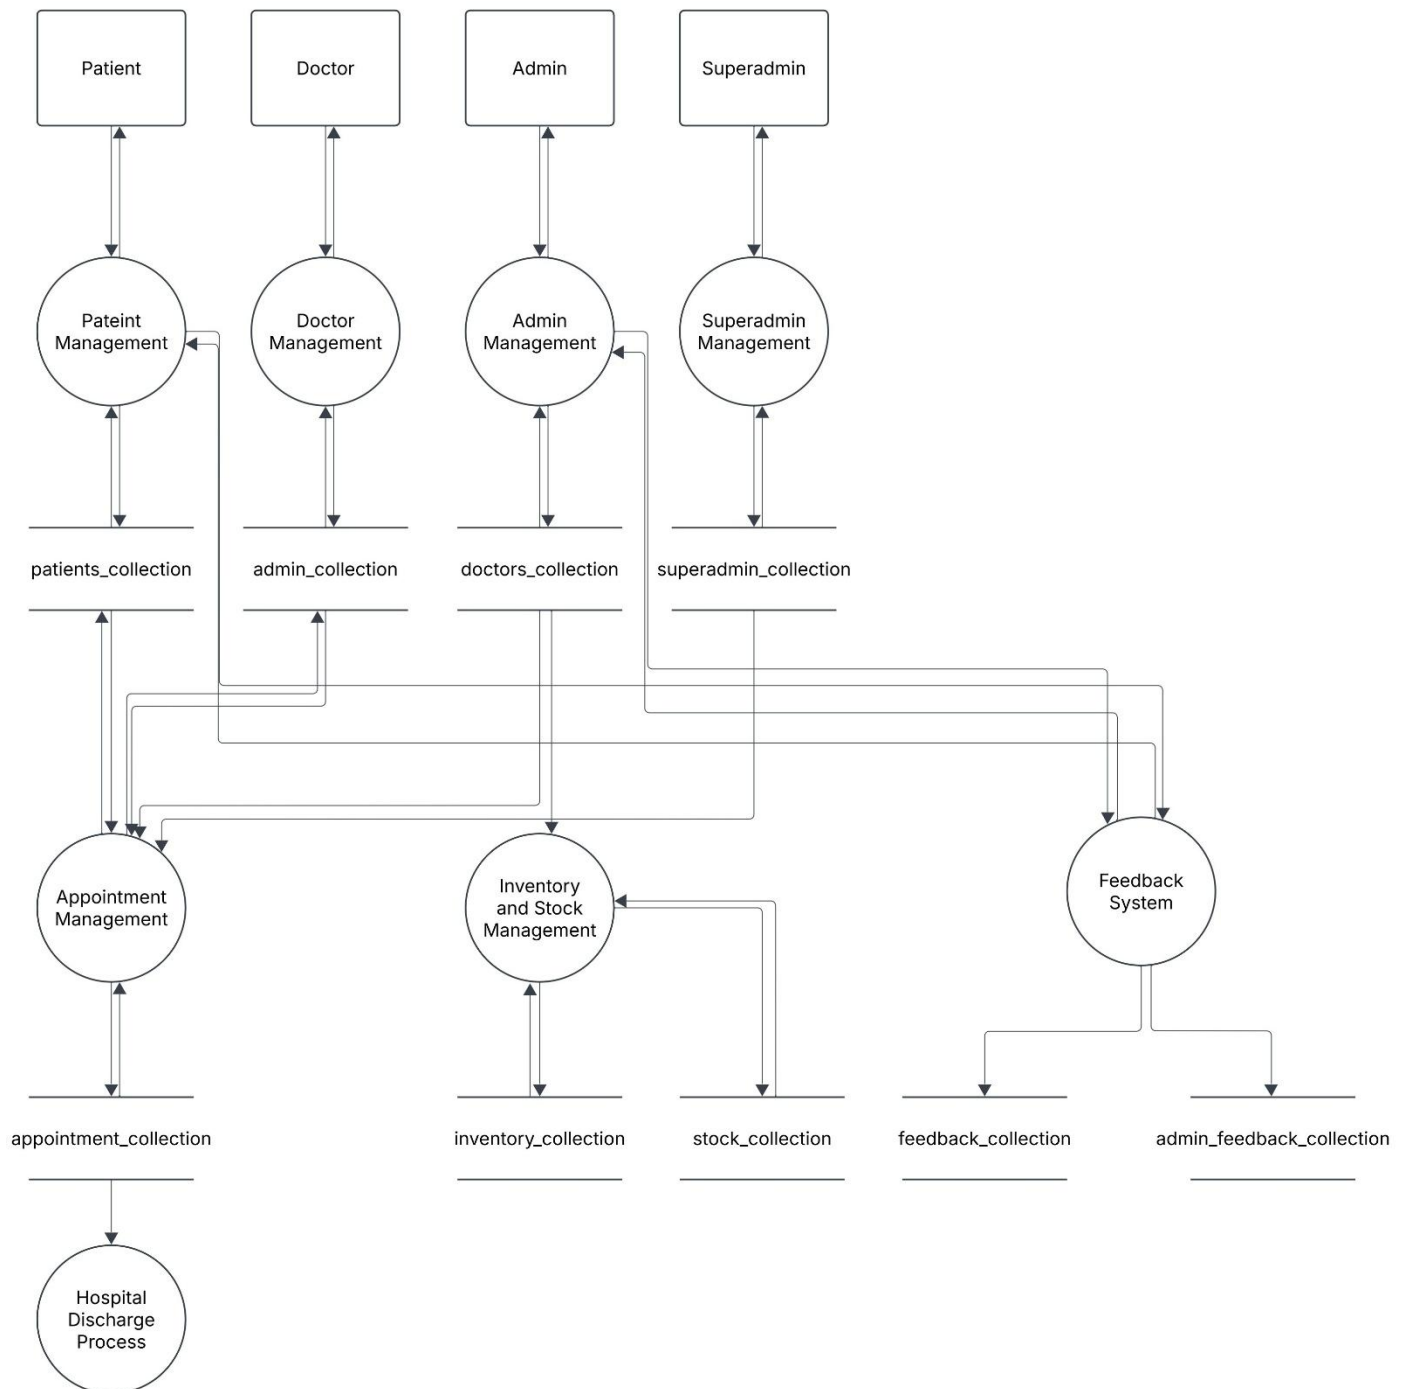 Patient
Doctor
Admin
Superadmin
Pateint
Management
Doctor
Management
Admin
Management
Superadmin
Management
patients_collection
admin_collection
doctors_collection
superadmin_collection
Appointment
Management
Inventory
and Stock
Management
Feedback
System
appointment_collection
inventory_collection
stock_collection
feedback_collection
admin_feedback_collection
Hospital
Discharge
Process